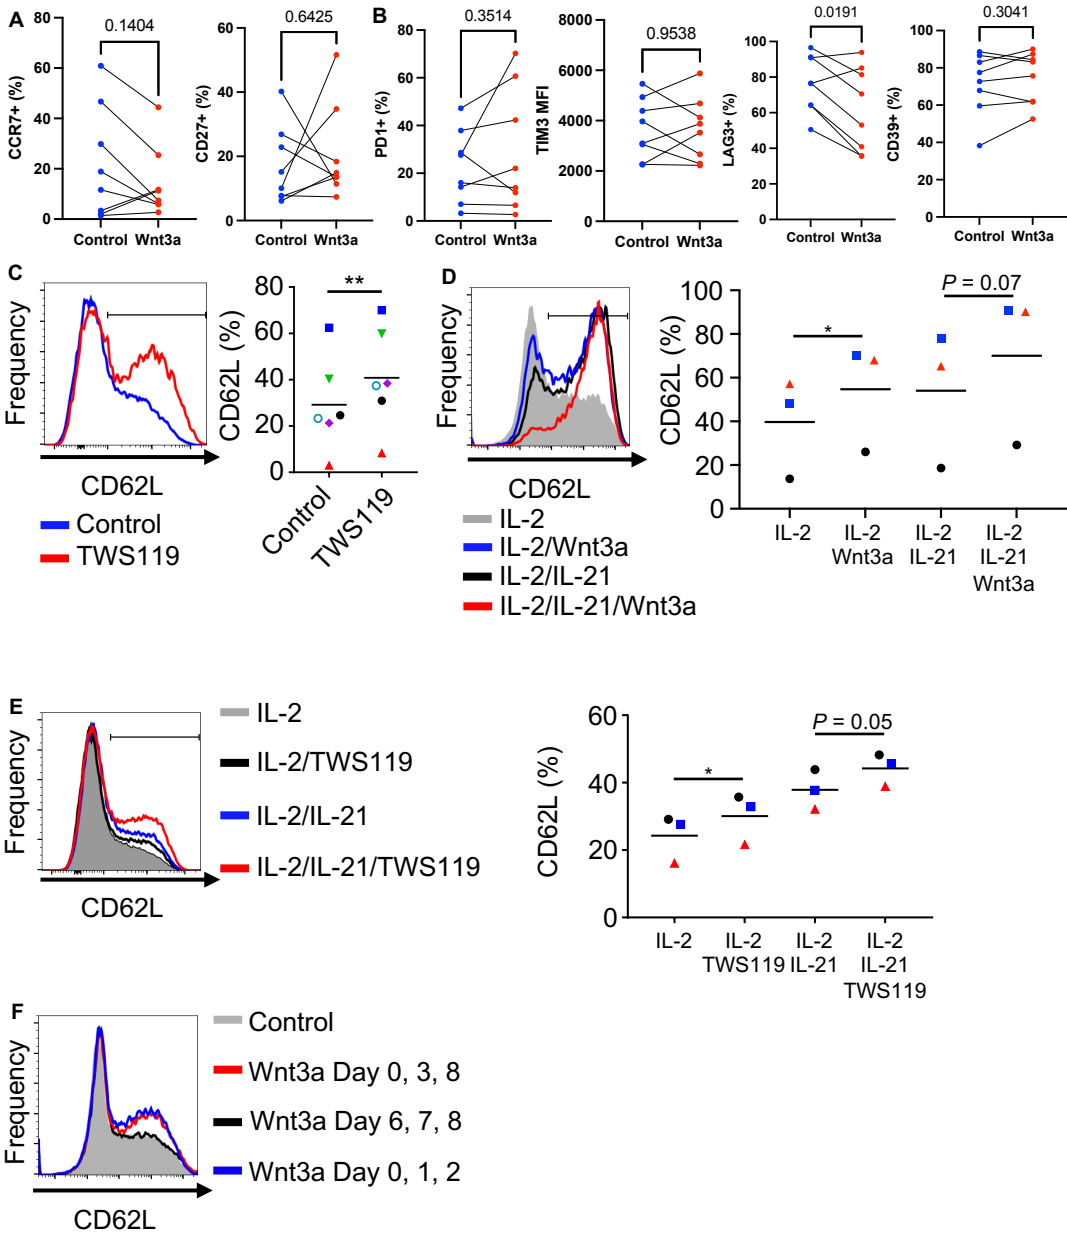 A
CCR7+ (%)
80
60
40
20
0
0.1404
Control Wnt3a
CD27+ (%)
60
40
20
0
0.6425
Control Wnt3a
B
PD1+ (%)
80
60
40
20
0
0.3514
Control Wnt3a
TIM3 MFI
8000
6000
4000
2000
0
0.9538
Control Wnt3a
LAG3+ (%)
100
80
60
40
20
0
0.0191
Control Wnt3a
CD39+ (%)
100
80
60
40
20
0
0.3041
Control Wnt3a
C
Frequency
CD62L
Control
TWS119
CD62L (%)
80
60
40
20
0
**
Control
TWS119
D
Frequency
CD62L
IL-2
IL-2/Wnt3a
IL-2/IL-21
IL-2/IL-21/Wnt3a
CD62L (%)
100
80
60
40
20
0
*
P = 0.07
IL-2
IL-2
Wnt3a
IL-2
IL-21
IL-2
IL-21
Wnt3a
E
Frequency
CD62L
IL-2
IL-2/TWS119
IL-2/IL-21
IL-2/IL-21/TWS119
CD62L (%)
60
40
20
0
*
P = 0.05
IL-2
IL-2
TWS119
IL-2
IL-21
IL-2
IL-21
TWS119
F
Frequency
CD62L
Control
Wnt3a Day 0, 3, 8
Wnt3a Day 6, 7, 8
Wnt3a Day 0, 1, 2